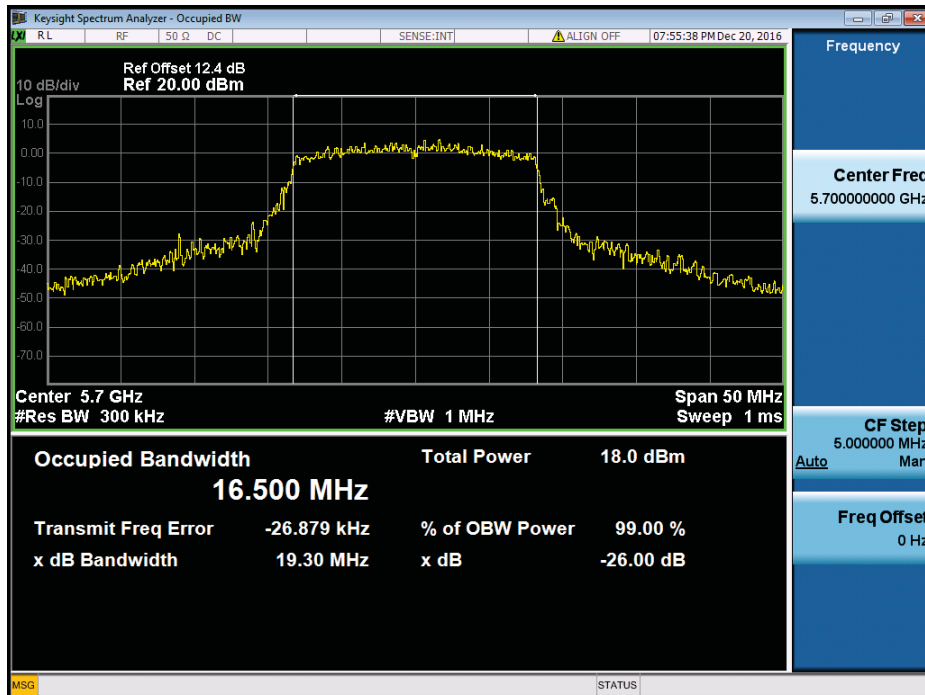 Keysight Spectrum Analyzer - Occupied BW
LXI RL RF 50 Ω DC SENSE:INT ALIGN OFF 07:55:38 PM Dec 20, 2016
Ref Offset 12.4 dB
10 dB/div Ref 20.00 dBm
Log
10.0
0.00
-10.0
-20.0
-30.0
-40.0
-50.0
-60.0
-70.0
Center 5.7 GHz Span 50 MHz
#Res BW 300 kHz #VBW 1 MHz Sweep 1 ms
Occupied Bandwidth Total Power 18.0 dBm
16.500 MHz
Transmit Freq Error -26.879 kHz % of OBW Power 99.00 %
x dB Bandwidth 19.30 MHz x dB -26.00 dB
Frequency
Center Freq
5.700000000 GHz
CF Step
5.000000 MHz
Auto Man
Freq Offset
0 Hz
MSG STATUS